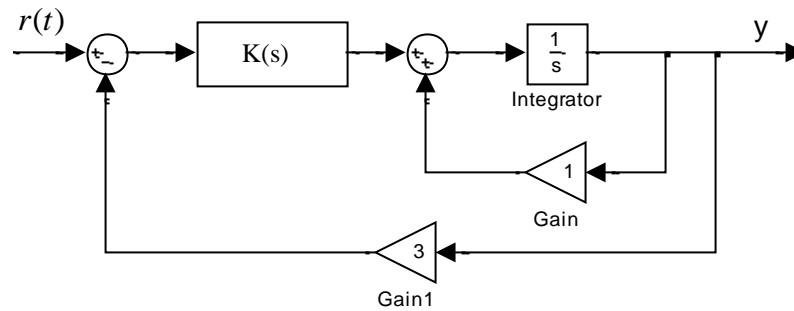 r(t)
K(s)
1
s
y
Integrator
1
Gain
3
Gain1